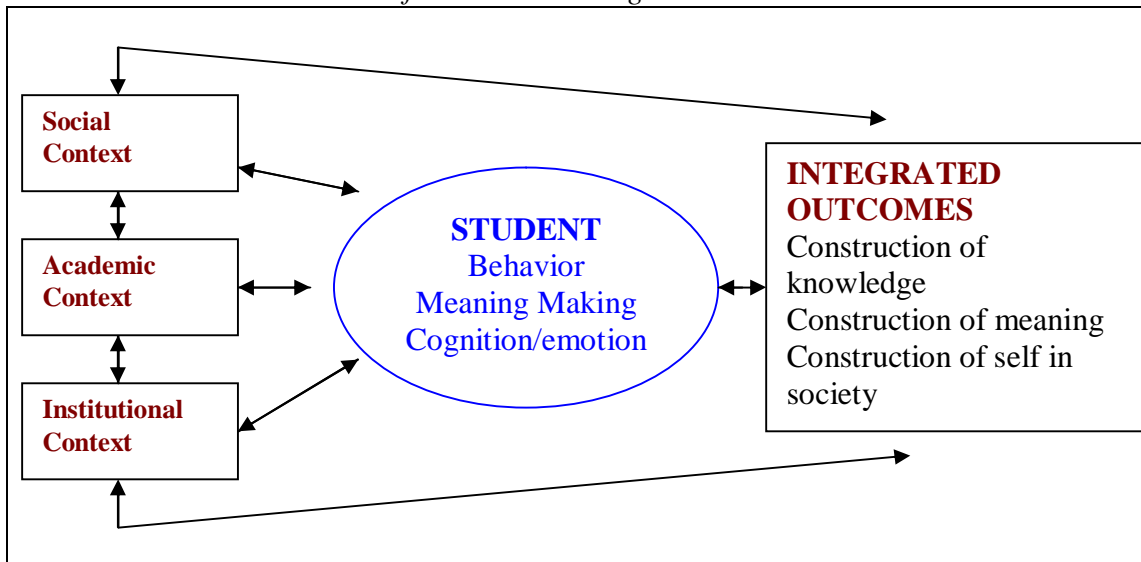 Social
Context
Academic
Context
Institutional
Context
STUDENT
Behavior
Meaning Making
Cognition/emotion
INTEGRATED
OUTCOMES
Construction of
knowledge
Construction of meaning
Construction of self in
society